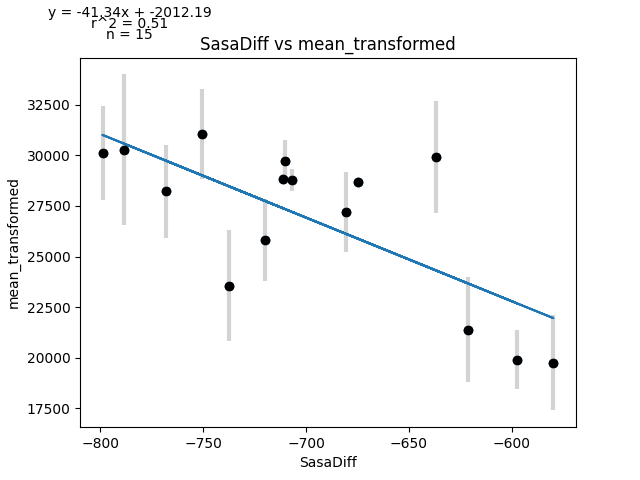 y = -41.34x + -2012.19
r^2 = 0.51
n = 15
SasaDiff vs mean_transformed
mean_transformed
32500
30000
27500
25000
22500
20000
17500
−800
−750
−700
−650
−600
SasaDiff